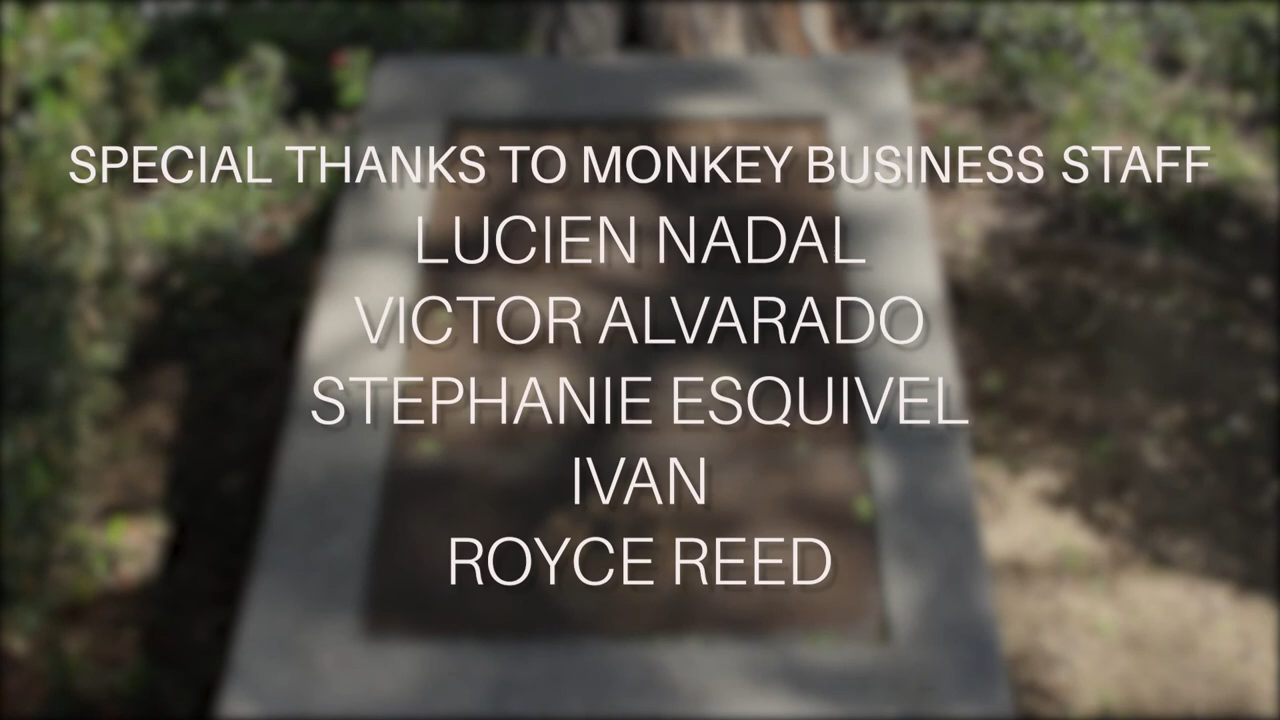 SPECIAL THANKS TO MONKEY BUSINESS STAFF
LUCIEN NADAL
VICTOR ALVARADO
STEPHANIE ESQUIVEL
IVAN
ROYCE REED